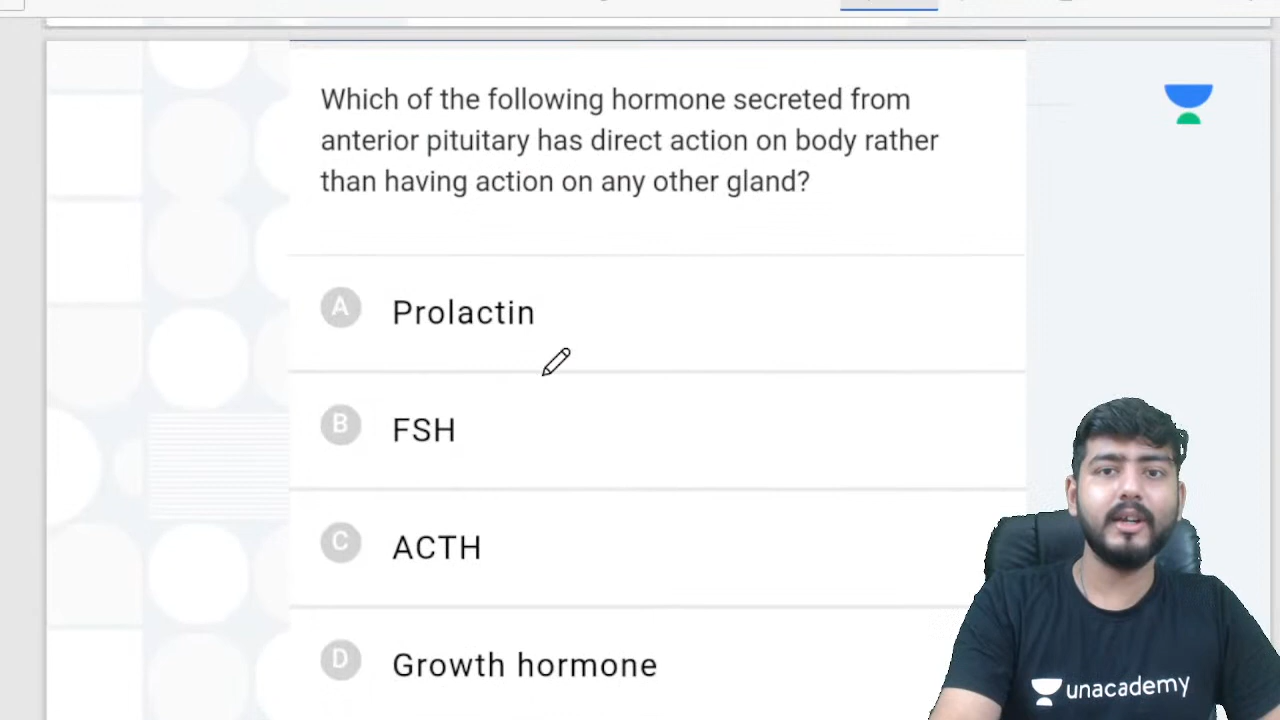 Which of the following hormone secreted from
anterior pituitary has direct action on body rather
than having action on any other gland?
A Prolactin
B FSH
C ACTH
D Growth hormone
unacademy